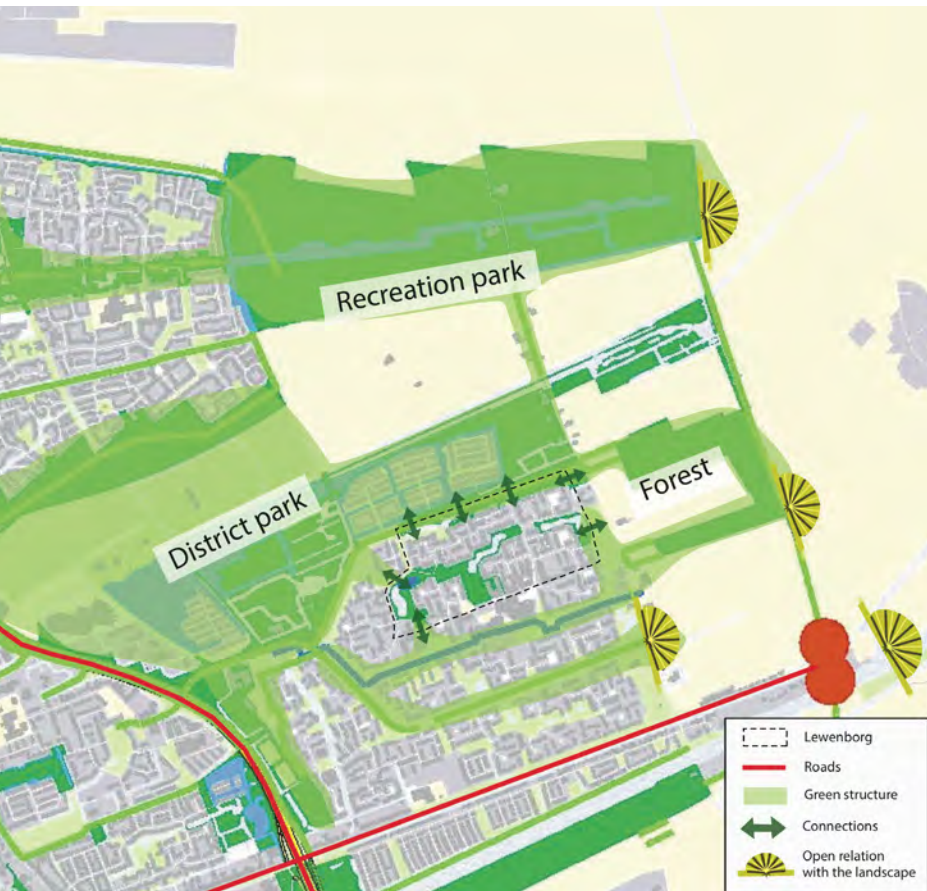 Recreation park
Forest
District park
Lewenborg
Roads
Green structure
Connections
Open relation
with the landscape